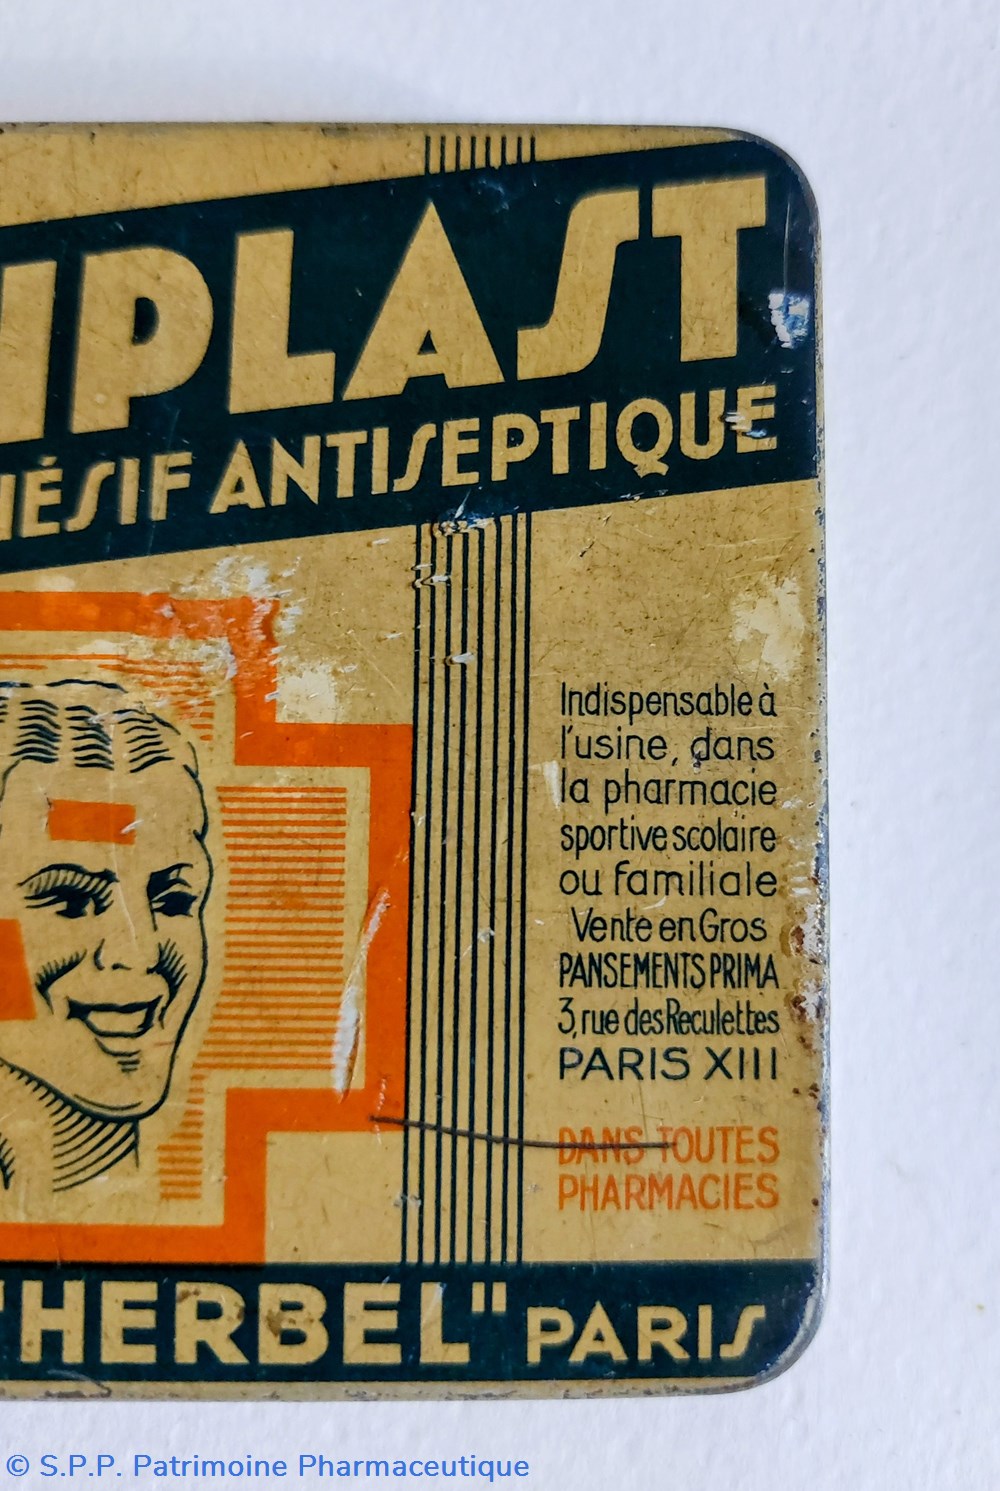 IPLAST
HÉSIF ANTISEPTIQUE
Indispensable à
l'usine, dans
la pharmacie
sportive scolaire
ou familiale
Vente en Gros
PANSEMENTS PRIMA
3, rue des Reculettes
PARIS XIII
DANS TOUTES
PHARMACIES
"HERBEL" PARIS
© S.P.P. Patrimoine Pharmaceutique